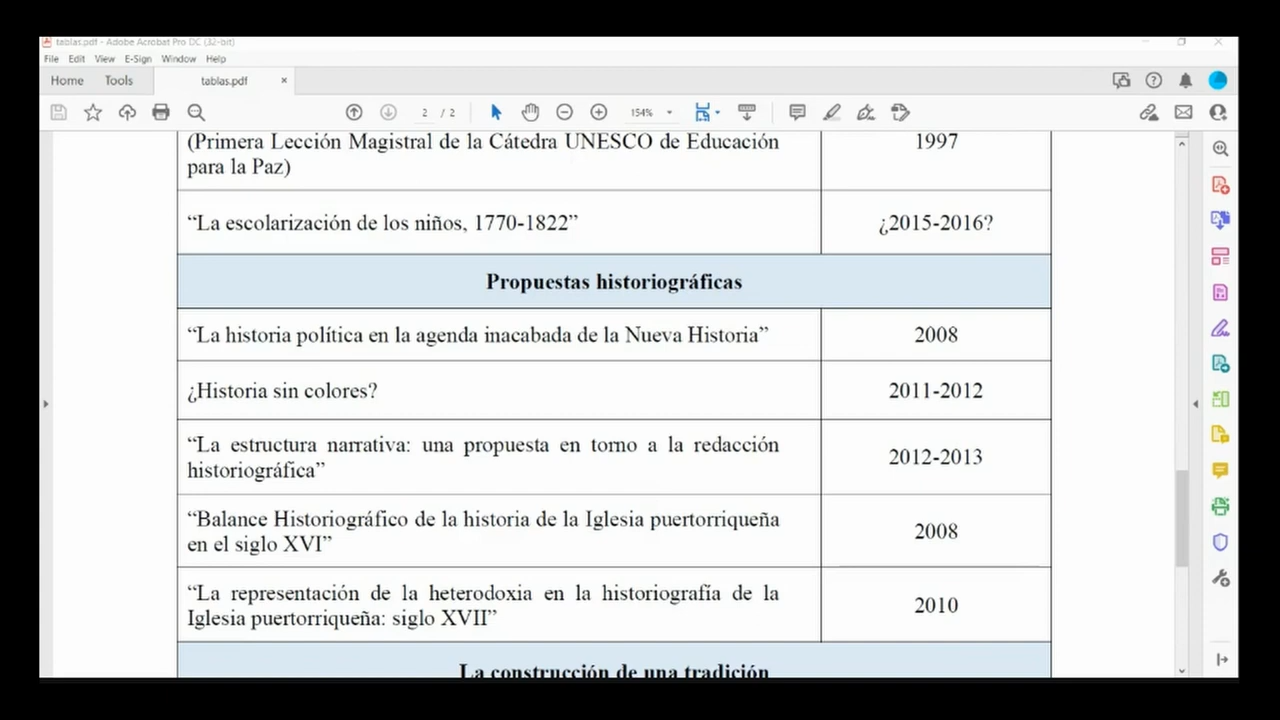 tablas.pdf - Adobe Acrobat Pro DC (32-bit)
File Edit View E-Sign Window Help
Home Tools tablas.pdf
2 / 2 154%
(Primera Lección Magistral de la Cátedra UNESCO de Educación 1997
para la Paz)
“La escolarización de los niños, 1770-1822” ¿2015-2016?
Propuestas historiográficas
“La historia política en la agenda inacabada de la Nueva Historia” 2008
¿Historia sin colores? 2011-2012
“La estructura narrativa: una propuesta en torno a la redacción
historiográfica” 2012-2013
“Balance Historiográfico de la historia de la Iglesia puertorriqueña
en el siglo XVI” 2008
“La representación de la heterodoxia en la historiografía de la
Iglesia puertorriqueña: siglo XVII” 2010
La construcción de una tradición